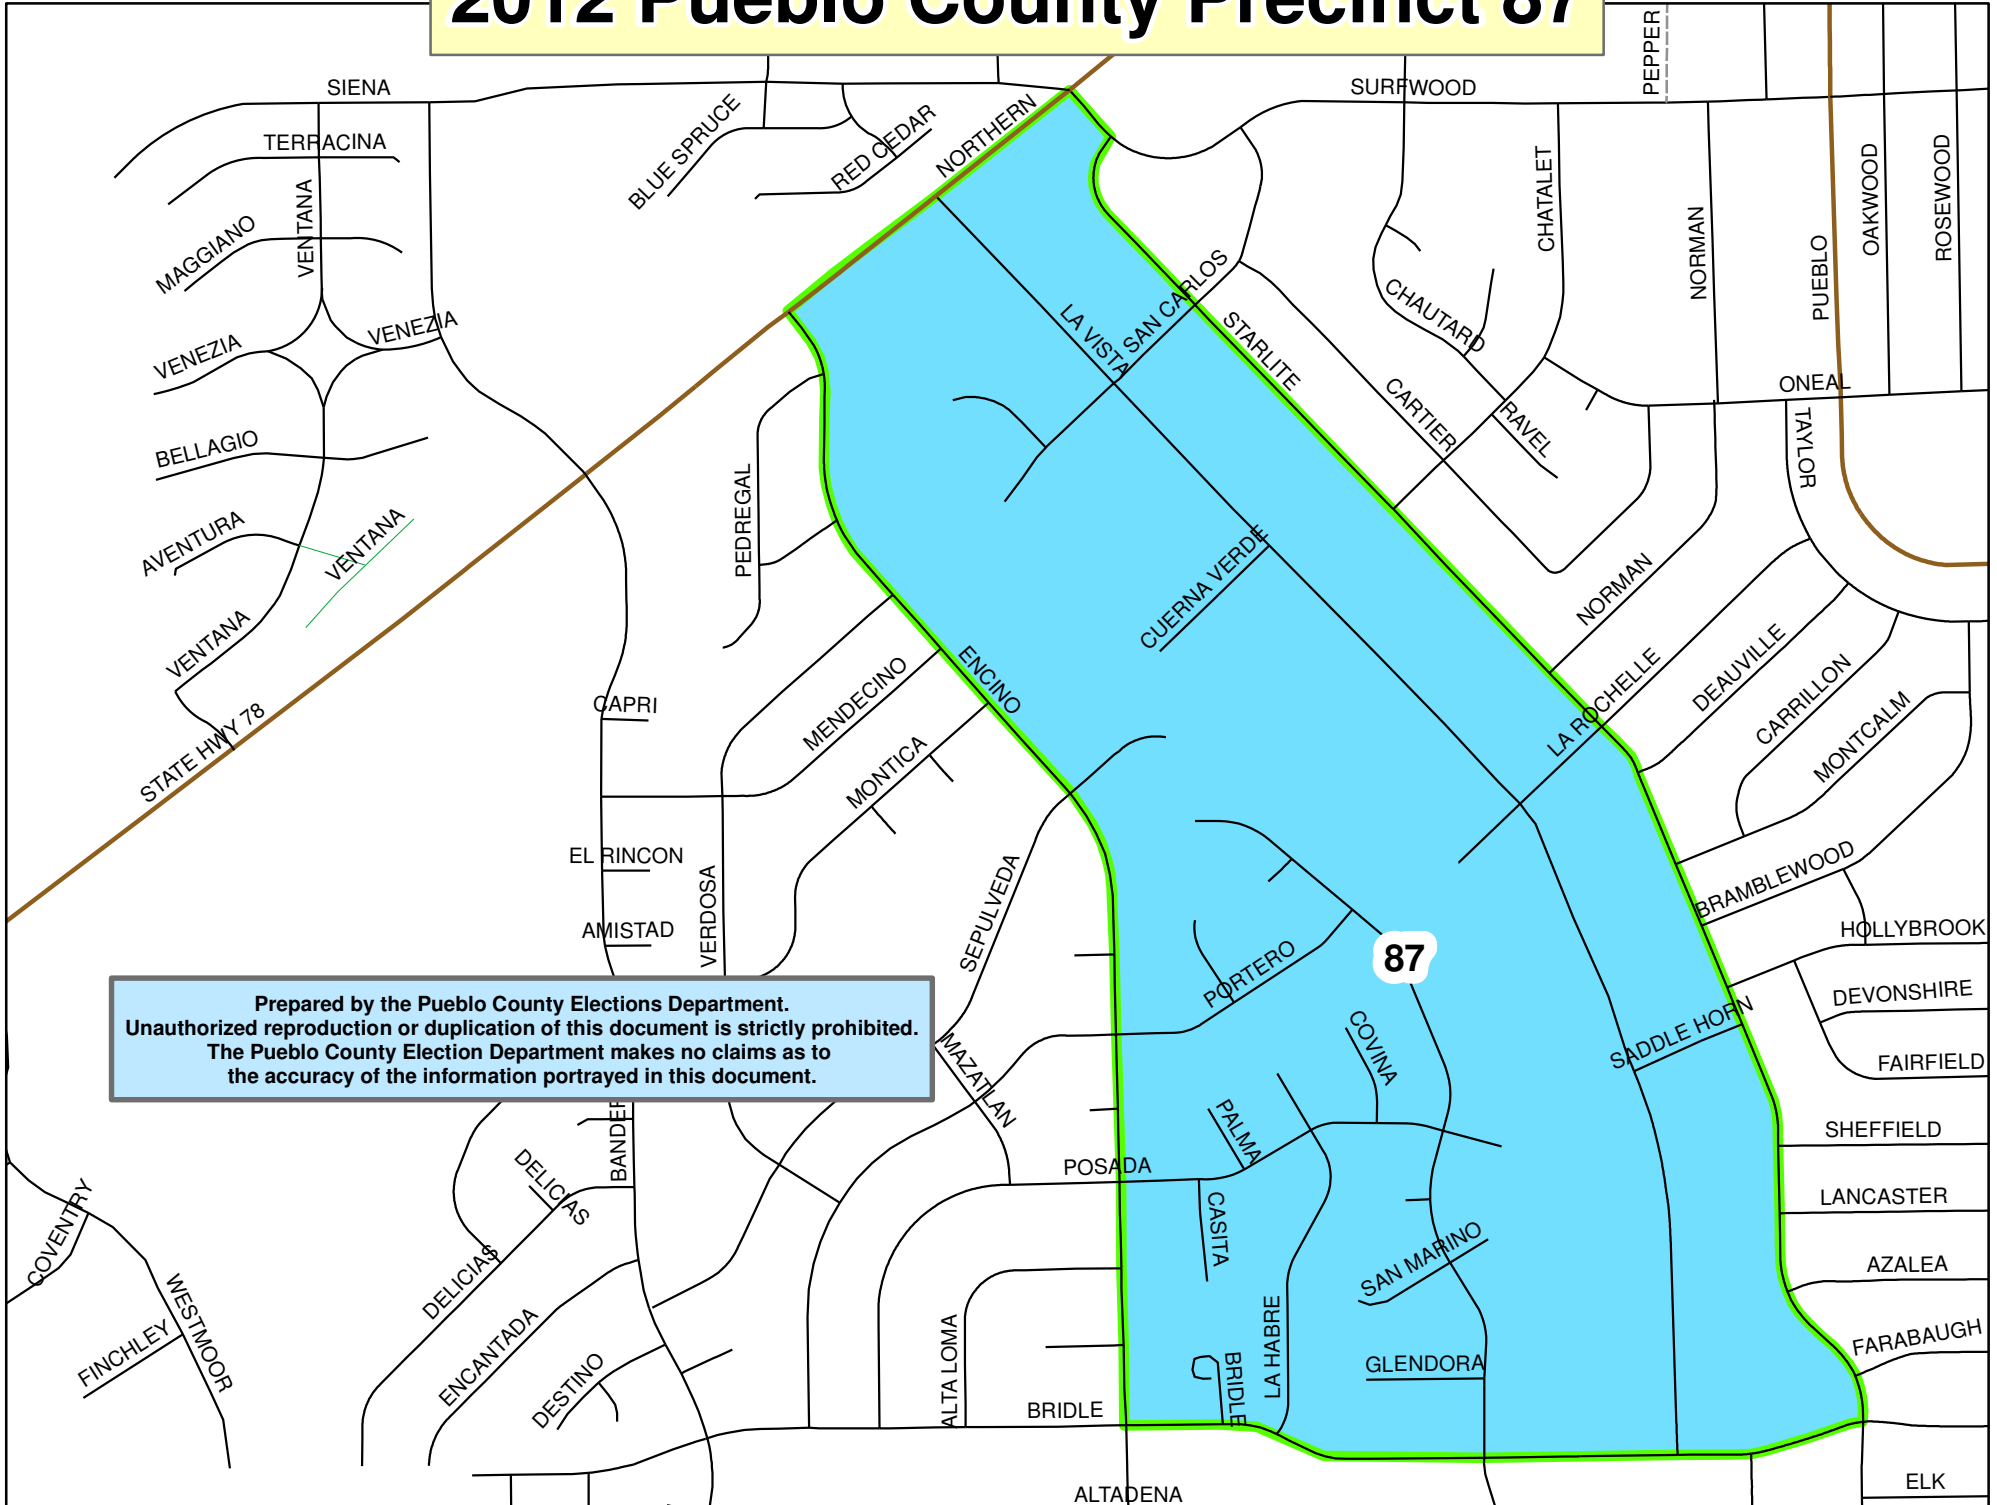 2012 Pueblo County Precinct 87
SIENA
SURFWOOD
PEPPER
TERRACINA
BLUE SPRUCE
RED CEDAR
NORTHERN
VENTANA
MAGGIANO
CHATALET
NORMAN
PUEBLO
OAKWOOD
ROSEWOOD
VENEZIA
VENEZIA
LA VISTA
SAN CARLOS
STARLITE
CHAUTARD
CARTIER
RAVEL
ONEAL
TAYLOR
BELLAGIO
AVENTURA
VENTANA
PEDREGAL
CUERNA VERDE
NORMAN
VENTANA
STATE HWY 78
CAPRI
MENDECINO
ENCINO
MONTICA
LA ROCHELLE
DEAUVILLE
CARRILLON
MONTCALM
EL RINCON
AMISTAD
VERDOSA
SEPULVEDA
PORTERO
87
BRAMBLEWOOD
HOLLYBROOK
DEVONSHIRE
FAIRFIELD
SADDLE HORN
Prepared by the Pueblo County Elections Department.
Unauthorized reproduction or duplication of this document is strictly prohibited.
The Pueblo County Election Department makes no claims as to
the accuracy of the information portrayed in this document.
MAZATLAN
COVINA
PALMA
POSADA
CASITA
SHEFFIELD
LANCASTER
AZALEA
FARABAUGH
BANDER
DELICIAS
DELICIAS
COVENTRY
WESTMOOR
FINCHLEY
ENCANTADA
DESTINO
ALTA LOMA
BRIDLE
BRIDLE
LA HABRE
SAN MARINO
GLENDORA
ALTADENA
ELK